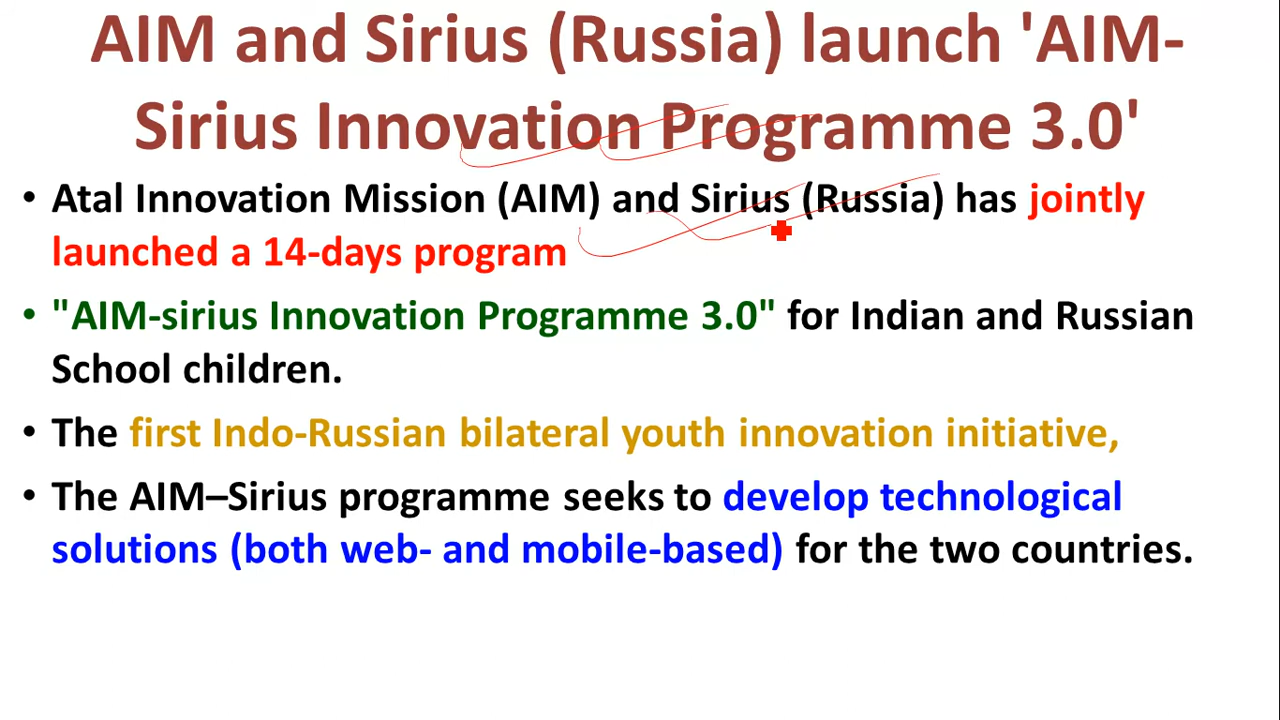 AIM and Sirius (Russia) launch 'AIM-
Sirius Innovation Programme 3.0'
• Atal Innovation Mission (AIM) and Sirius (Russia) has jointly
launched a 14-days program
• "AIM-sirius Innovation Programme 3.0" for Indian and Russian
School children.
• The first Indo-Russian bilateral youth innovation initiative,
• The AIM–Sirius programme seeks to develop technological
solutions (both web- and mobile-based) for the two countries.